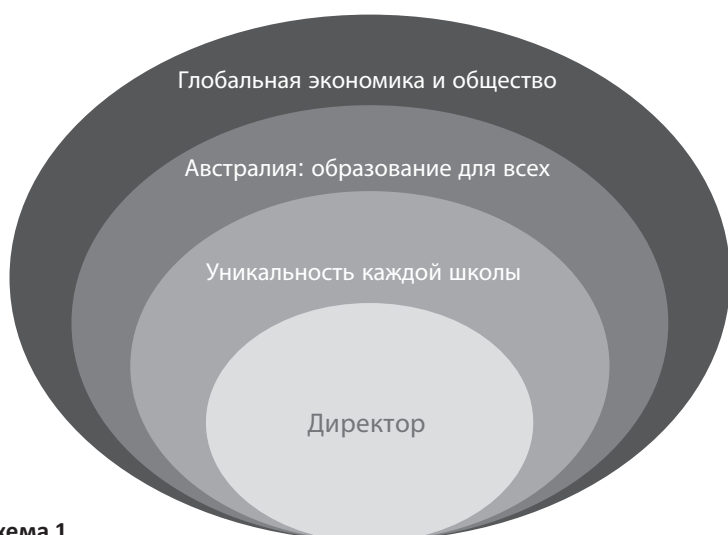 Глобальная экономика и общество
Австралия: образование для всех
Уникальность каждой школы
Директор
хема 1